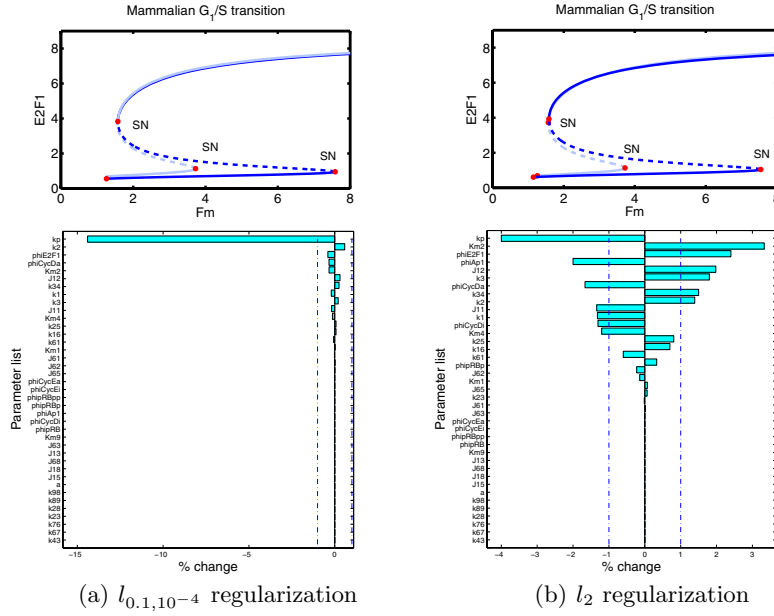 Mammalian G1/S transition
E2F1
8
6
4
2
0
SN
SN
SN
0
2
4
6
8
Fm
Parameter list
kp
k2
phiE2F1
phiCycDa
Km2
J12
k34
k1
k3
J11
Km4
k25
k16
k61
Km1
J61
J62
J65
phiCycEa
phiCycEi
phipRBpp
phipRBp
phiAp1
phiCycDi
phipRB
Km9
J63
J13
J68
J18
J15
a
k98
k89
k28
k23
k76
k67
k43
−15
−10
−5
0
% change
(a) l0.1,10−4 regularization
Mammalian G1/S transition
E2F1
8
6
4
2
0
SN
SN
SN
0
2
4
6
8
Fm
Parameter list
kp
Km2
phiE2F1
phiAp1
J12
k3
phiCycDa
k34
k2
J11
k1
phiCycDi
Km4
k25
k16
k61
phipRBp
J62
Km1
J65
k23
J61
J63
phiCycEa
phiCycEi
phipRBpp
phipRB
Km9
J13
J68
J18
J15
a
k98
k89
k28
k76
k67
k43
−4
−3
−2
−1
0
1
2
3
% change
(b) l2 regularization